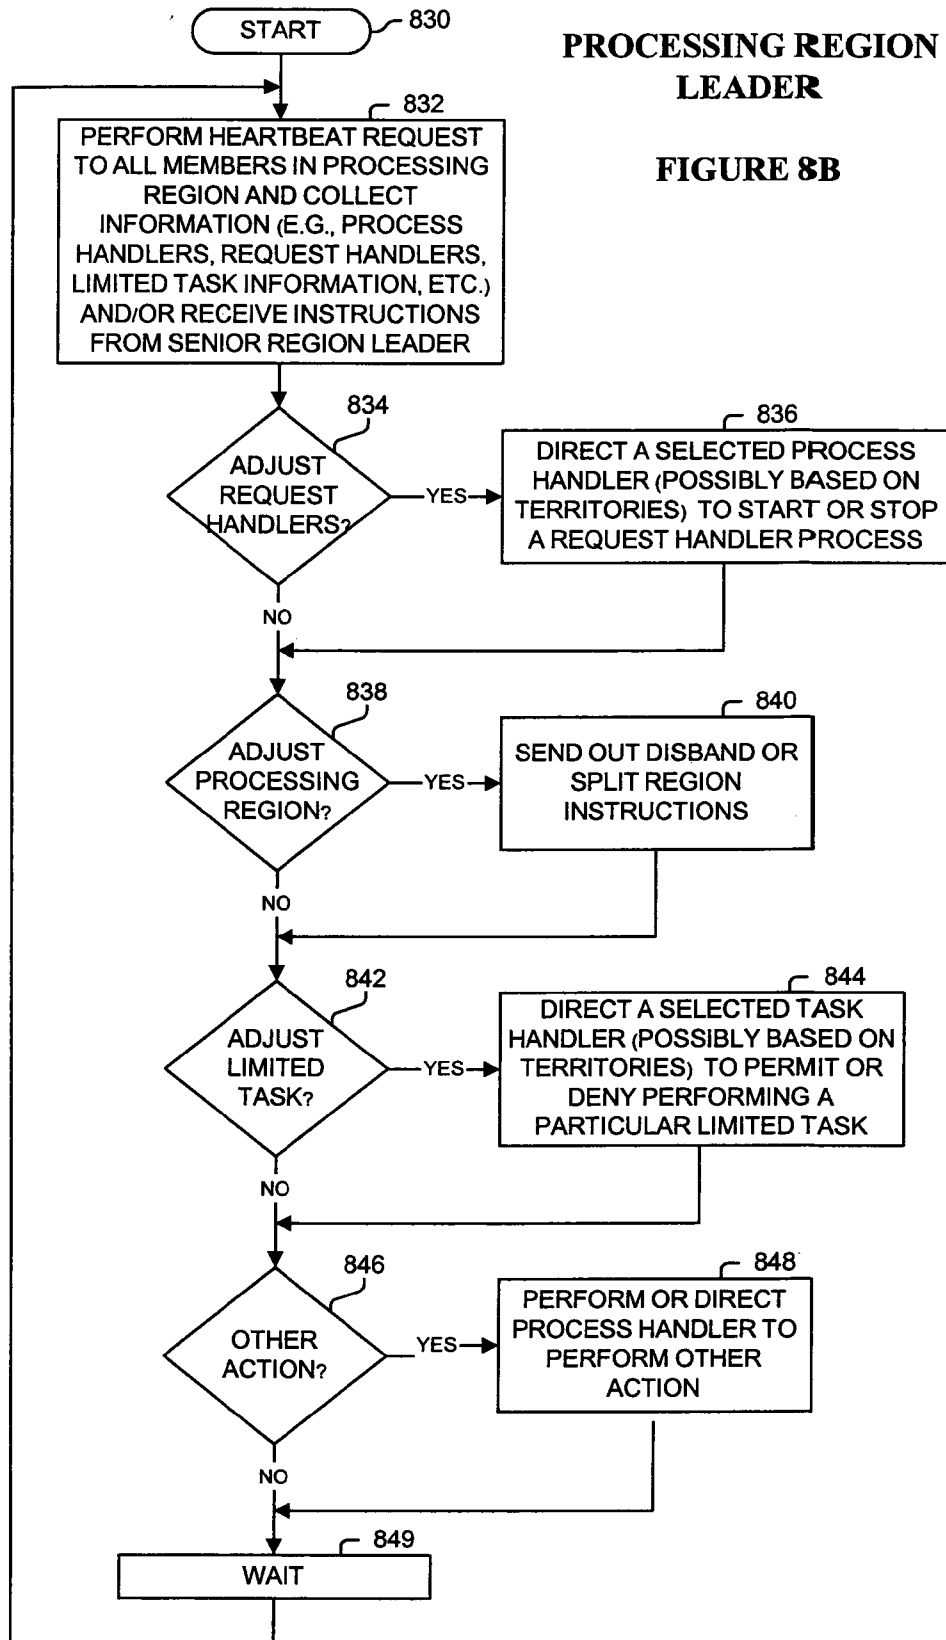 START
830
PROCESSING REGION
LEADER
FIGURE 8B
832
PERFORM HEARTBEAT REQUEST
TO ALL MEMBERS IN PROCESSING
REGION AND COLLECT
INFORMATION (E.G., PROCESS
HANDLERS, REQUEST HANDLERS,
LIMITED TASK INFORMATION, ETC.)
AND/OR RECEIVE INSTRUCTIONS
FROM SENIOR REGION LEADER
834
ADJUST
REQUEST
HANDLERS?
YES
836
DIRECT A SELECTED PROCESS
HANDLER (POSSIBLY BASED ON
TERRITORIES) TO START OR STOP
A REQUEST HANDLER PROCESS
NO
838
ADJUST
PROCESSING
REGION?
YES
840
SEND OUT DISBAND OR
SPLIT REGION
INSTRUCTIONS
NO
842
ADJUST
LIMITED
TASK?
YES
844
DIRECT A SELECTED TASK
HANDLER (POSSIBLY BASED ON
TERRITORIES) TO PERMIT OR
DENY PERFORMING A
PARTICULAR LIMITED TASK
NO
846
OTHER
ACTION?
YES
848
PERFORM OR DIRECT
PROCESS HANDLER TO
PERFORM OTHER
ACTION
NO
849
WAIT